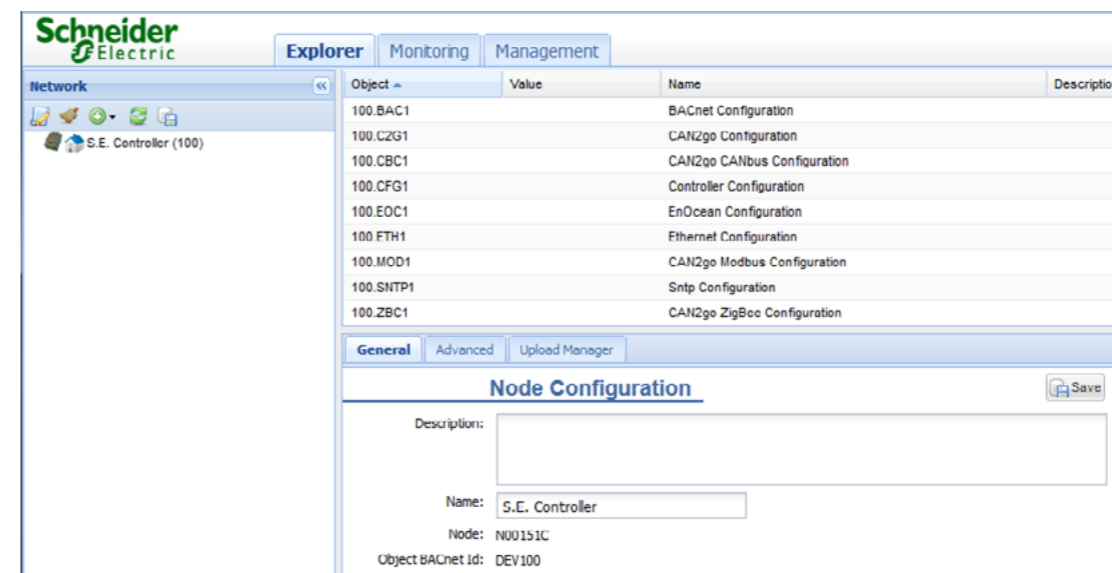 Schneider
Electric
Explorer Monitoring Management
Network
Object Value Name Descriptio
S.E. Controller (100)
100.BAC1 BACnet Configuration
100.C2G1 CAN2go Configuration
100.CBC1 CAN2go CANbus Configuration
100.CFG1 Controller Configuration
100.EOC1 EnOcean Configuration
100.ETH1 Ethernet Configuration
100.MOD1 CAN2go Modbus Configuration
100.SNTP1 Sntp Configuration
100.ZBC1 CAN2go ZigBee Configuration
General Advanced Upload Manager
Node Configuration
Save
Description:
Name: S.E. Controller
Node: N00151C
Object BACnet Id: DEV100